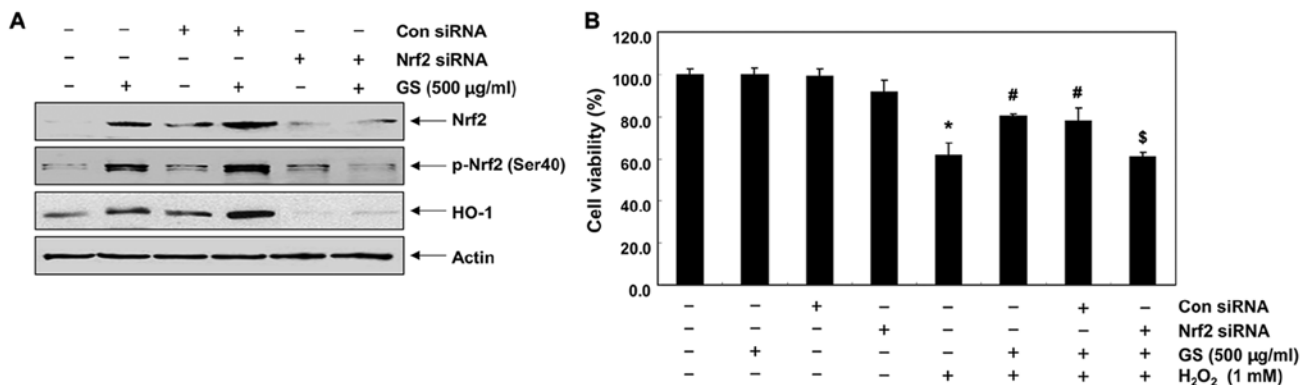 A
– – + + – – Con siRNA
– – – – + + Nrf2 siRNA
– + – + – + GS (500 µg/ml)
Nrf2
p-Nrf2 (Ser40)
HO-1
Actin
B
Cell viability (%)
120.0
100.0
80.0
60.0
40.0
20.0
0.0
*
#
#
$
– – + – – – + – Con siRNA
– – – + – – – + Nrf2 siRNA
– + – – – + + + GS (500 µg/ml)
– – – – + + + + H₂O₂ (1 mM)